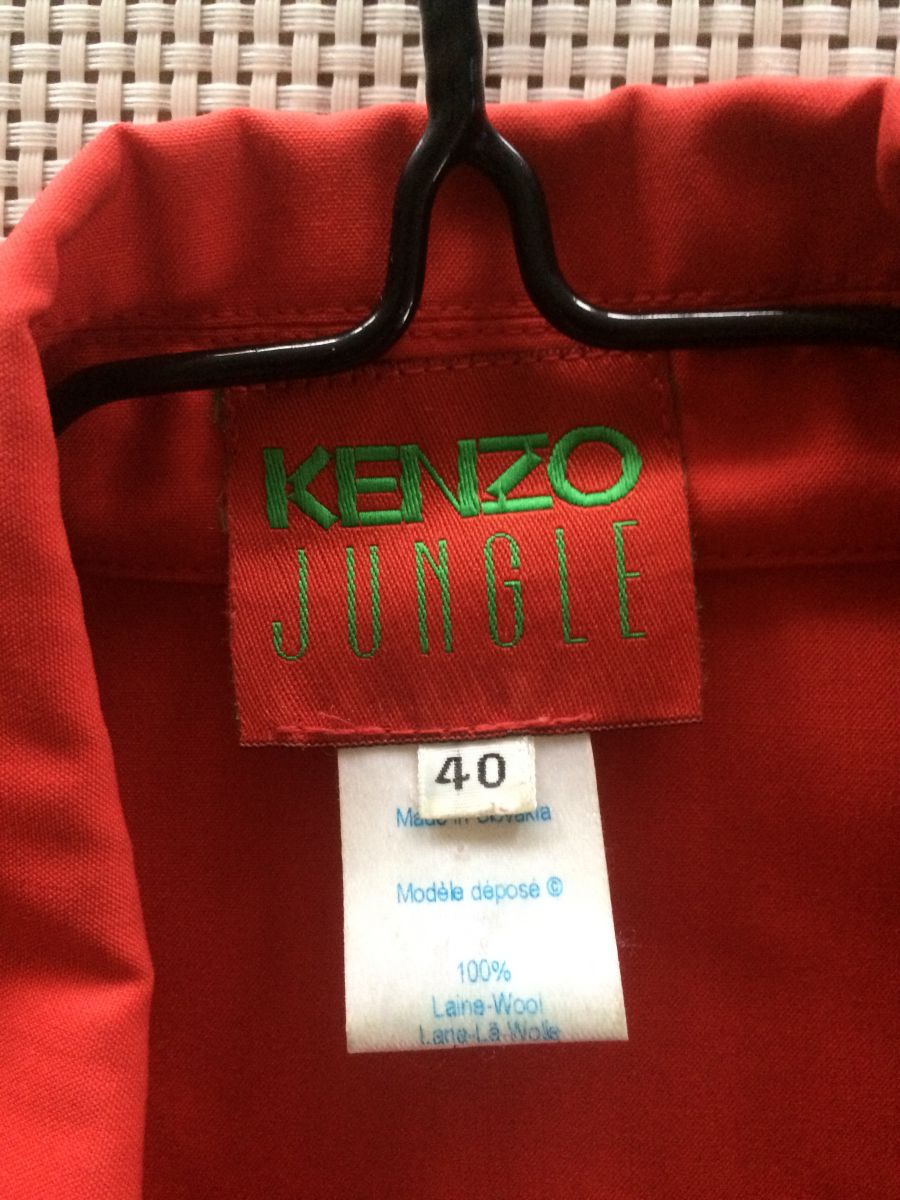 KENZO
JUNGLE
40
Made in Slovakia
Modèle déposé ©
100%
Laine-Wool
Lana-Lã-Wolle